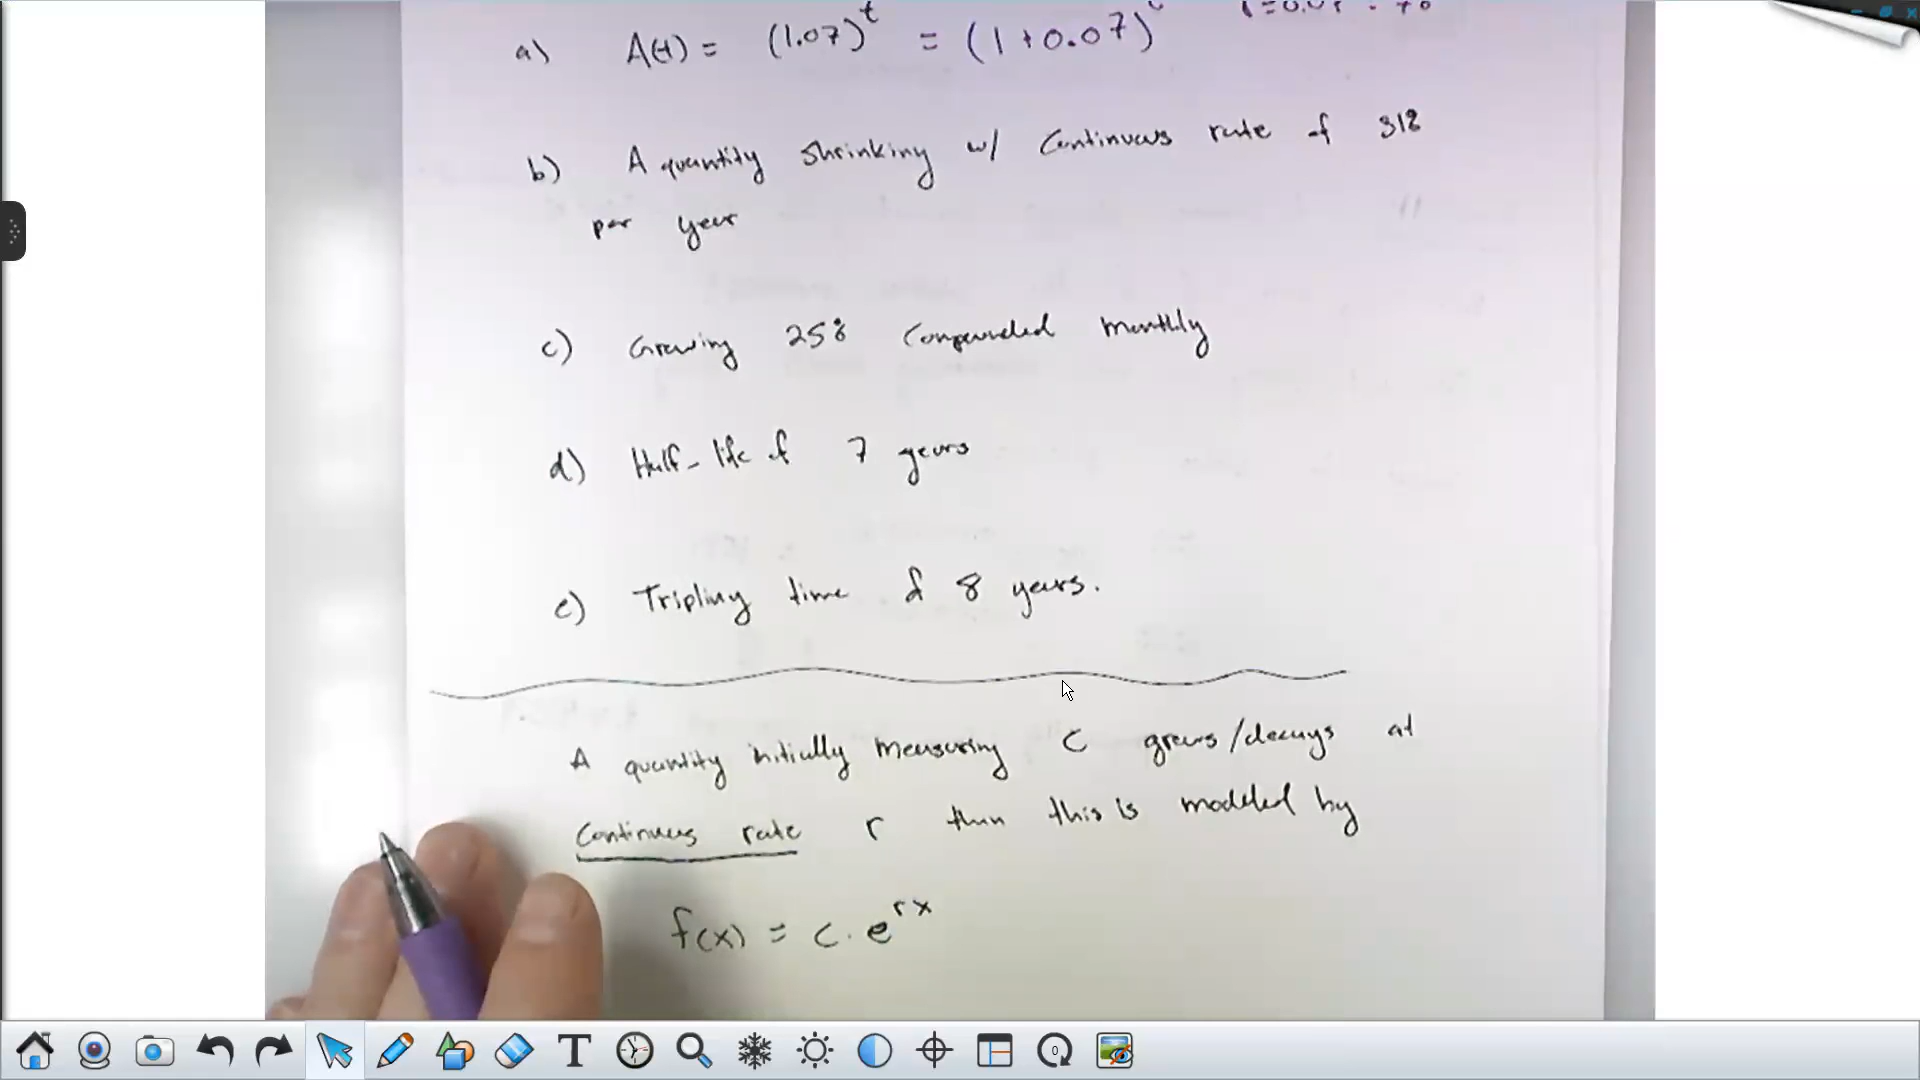 a) A(t) = (1.07)^t = (1+0.07)
b) A quantity shrinking w/ Continuous rate of 31%
per year
c) Growing 25% Compounded Monthly
d) Half-life of 7 years
e) Tripling time of 8 years.
A quantity initially measuring C grows/decays at
Continuous rate r then this is modeled by
f(x) = C. e^rx
T
0